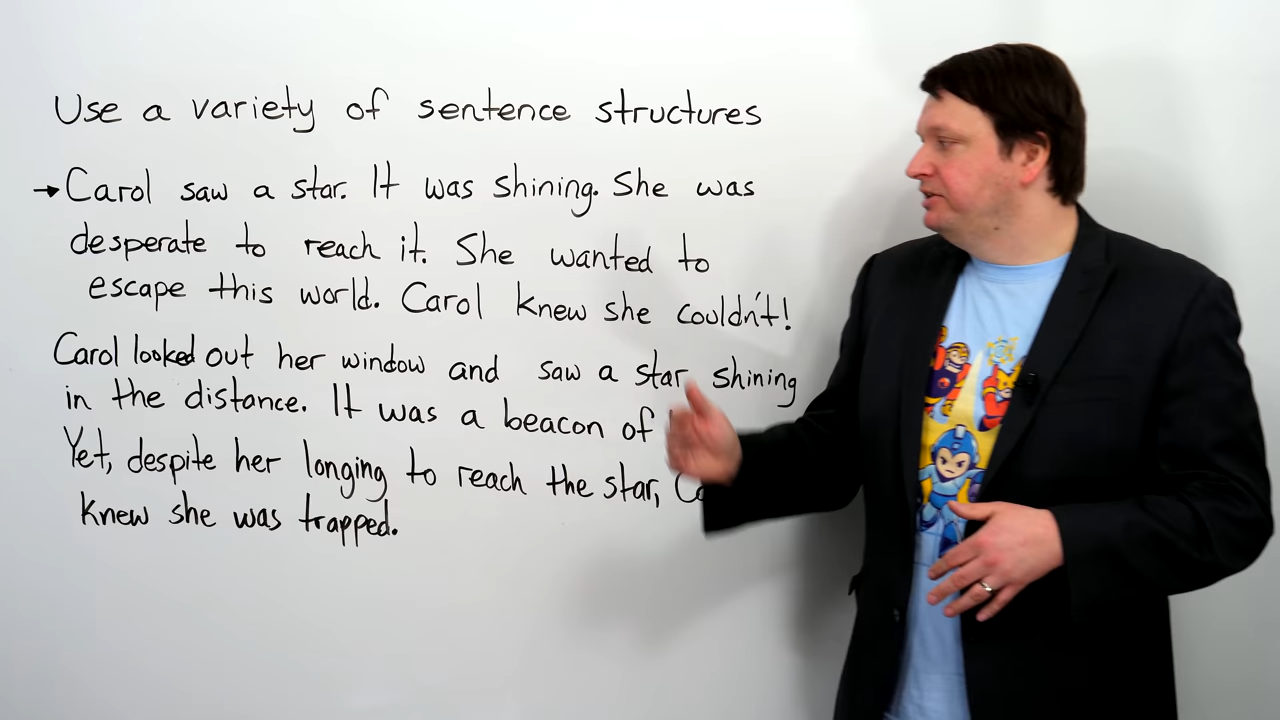 Use a variety of sentence structures
→Carol saw a star. It was shining. She was
desperate to reach it. She wanted to
escape this world. Carol knew she couldn't!
Carol looked out her window and saw a star shining
in the distance. It was a beacon of
Yet, despite her longing to reach the star,
knew she was trapped.